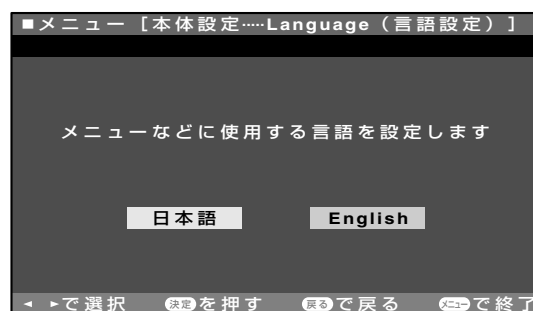 ■メニュー [本体設定·····Language（言語設定）]
メニューなどに使用する言語を設定します
日本語 English
◄ ►で選択 決定を押す 戻るで戻る メニューで終了